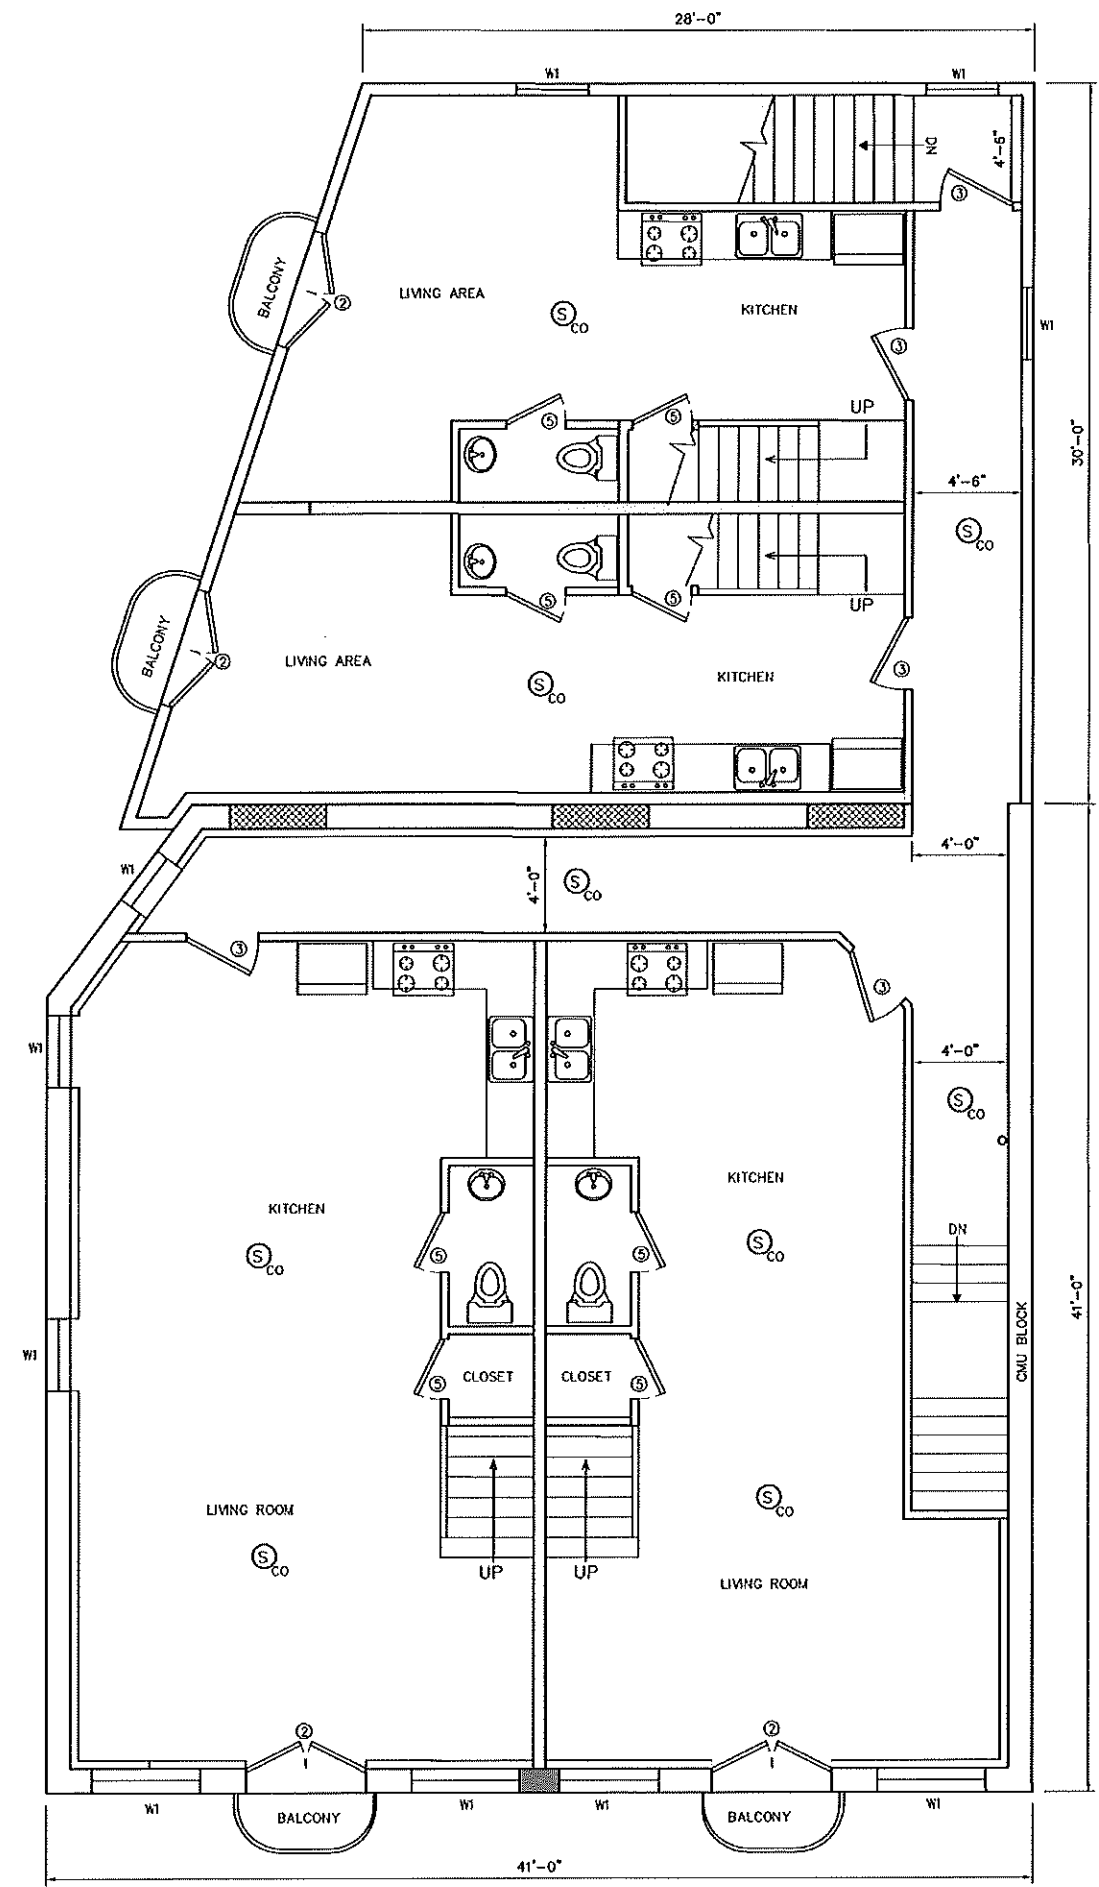 28'-0"
W1
W1
DN
4'-6"
3
BALCONY
2
LIVING AREA
S
CO
KITCHEN
W1
3
5
5
UP
30'-0"
4'-6"
S
CO
5
5
UP
BALCONY
2
LIVING AREA
S
CO
KITCHEN
3
4'-0"
W1
4'-0"
S
CO
3
3
W1
4'-0"
S
CO
KITCHEN
KITCHEN
S
CO
5
5
S
CO
DN
41'-0"
CMU BLOCK
W1
5
CLOSET
CLOSET
5
LIVING ROOM
S
CO
S
CO
UP
UP
LIVING ROOM
2
2
W1
BALCONY
W1
W1
BALCONY
W1
41'-0"